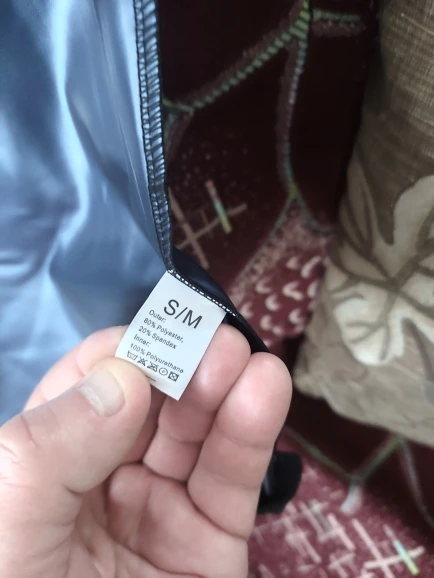 S/M
Outer:
80% Polyester,
20% Spandex
Inner:
100% Polyurethane